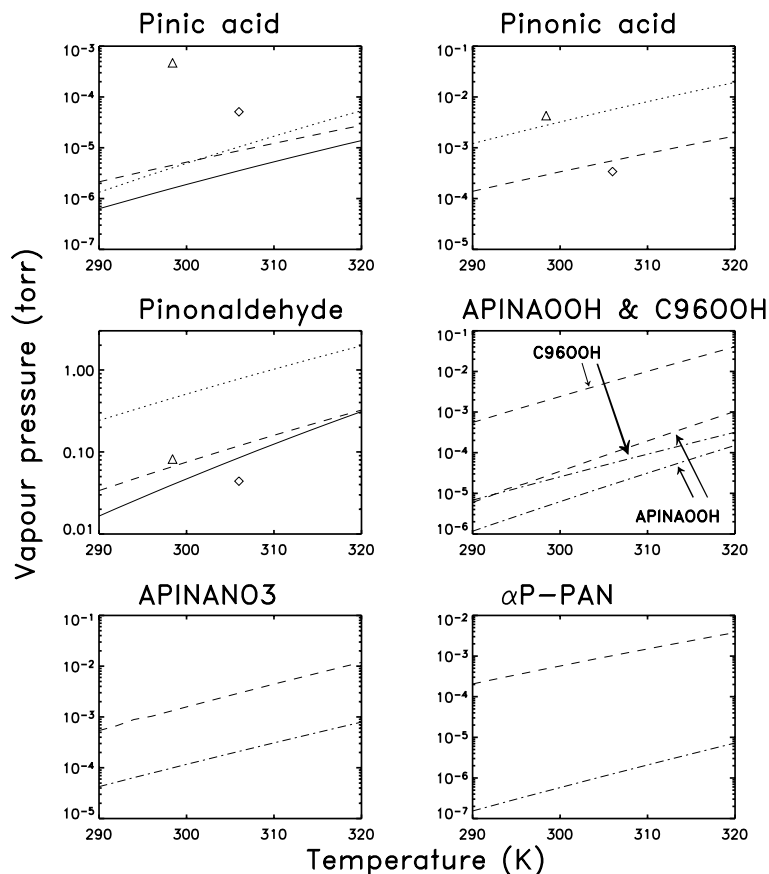 Pinic acid
10⁻³
10⁻⁴
10⁻⁵
10⁻⁶
10⁻⁷
290 300 310 320
Pinonic acid
10⁻¹
10⁻²
10⁻³
10⁻⁴
10⁻⁵
290 300 310 320
Pinonaldehyde
1.00
0.10
0.01
290 300 310 320
APINAOOH & C96OOH
10⁻¹
10⁻²
10⁻³
10⁻⁴
10⁻⁵
10⁻⁶
C96OOH
APINAOOH
290 300 310 320
APINANO3
10⁻¹
10⁻²
10⁻³
10⁻⁴
10⁻⁵
290 300 310 320
αP-PAN
10⁻²
10⁻³
10⁻⁴
10⁻⁵
10⁻⁶
10⁻⁷
290 300 310 320
Vapour pressure (torr)
Temperature (K)